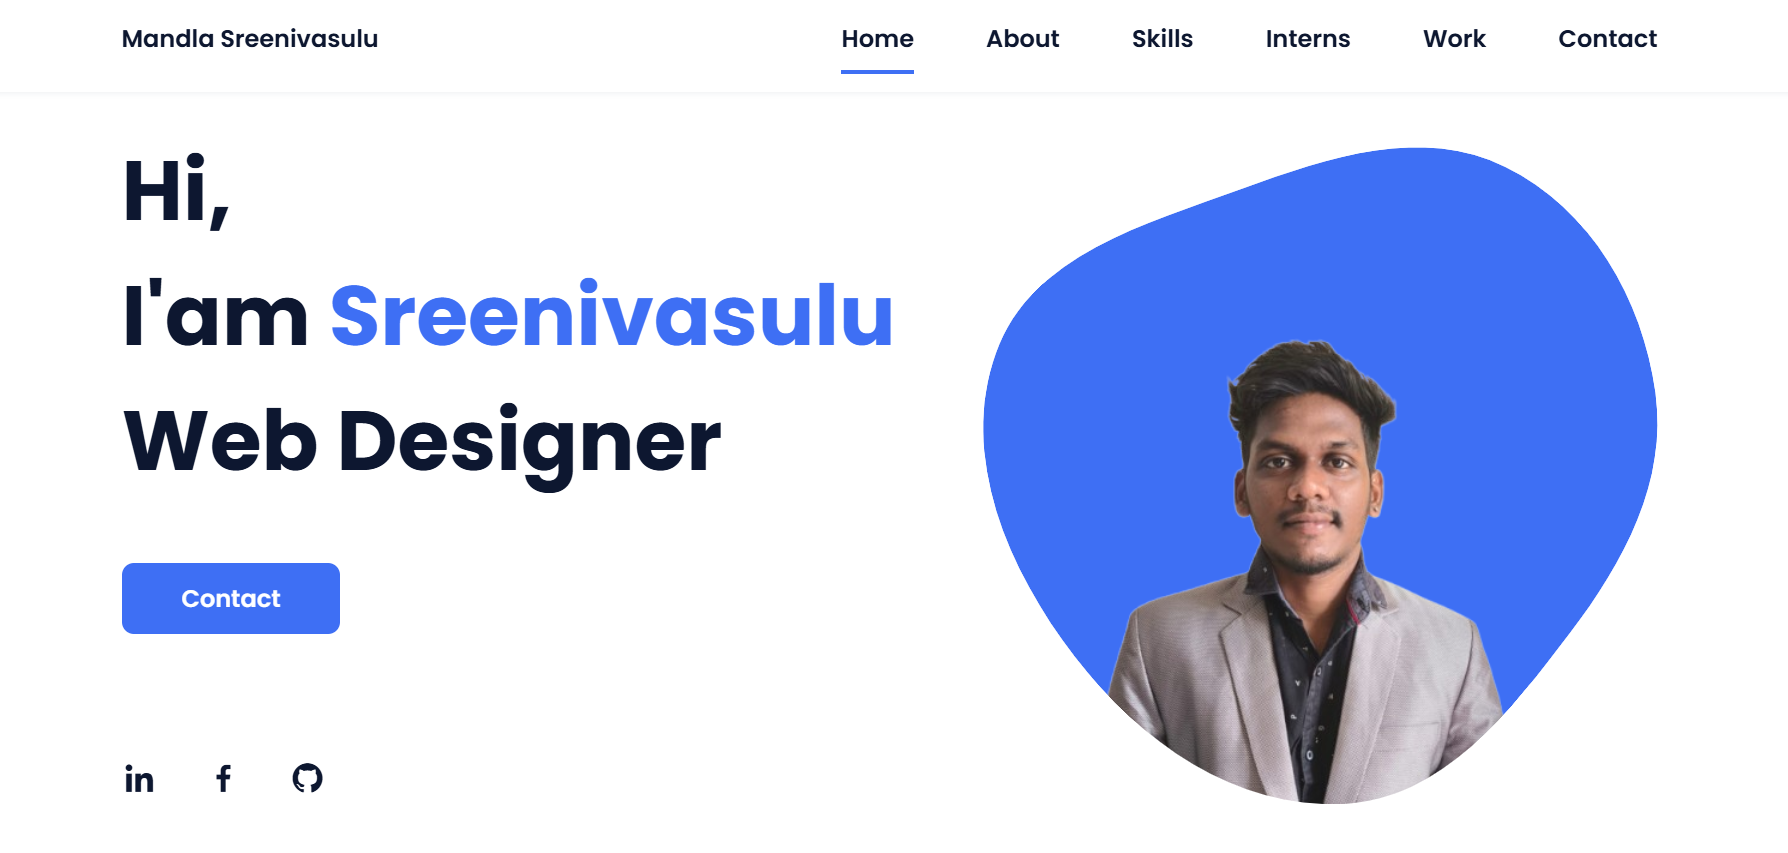 Mandla Sreenivasulu Home About Skills Interns Work Contact
Hi,
I'am Sreenivasulu
Web Designer
Contact
in f